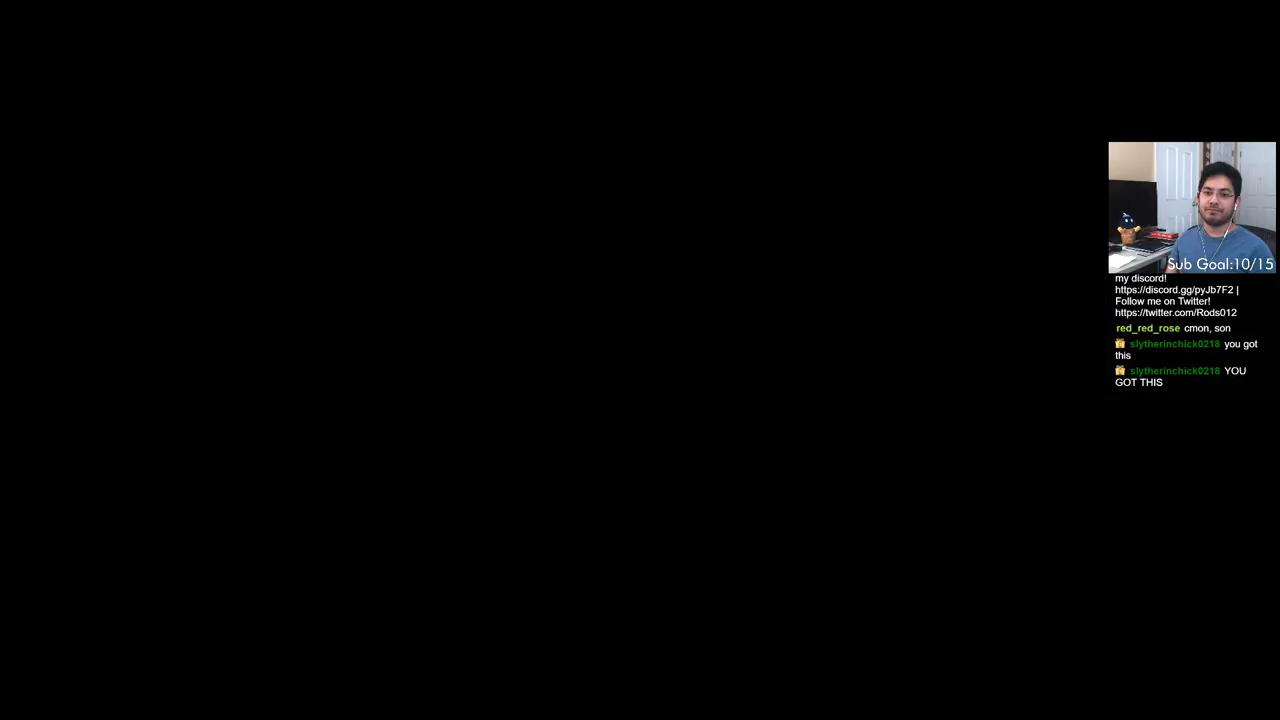 Sub Goal:10/15
my discord!
https://discord.gg/pyJb7F2 |
Follow me on Twitter!
https://twitter.com/Rods012
red_red_rose cmon, son
slytherinchick0218 you got
this
slytherinchick0218 YOU
GOT THIS